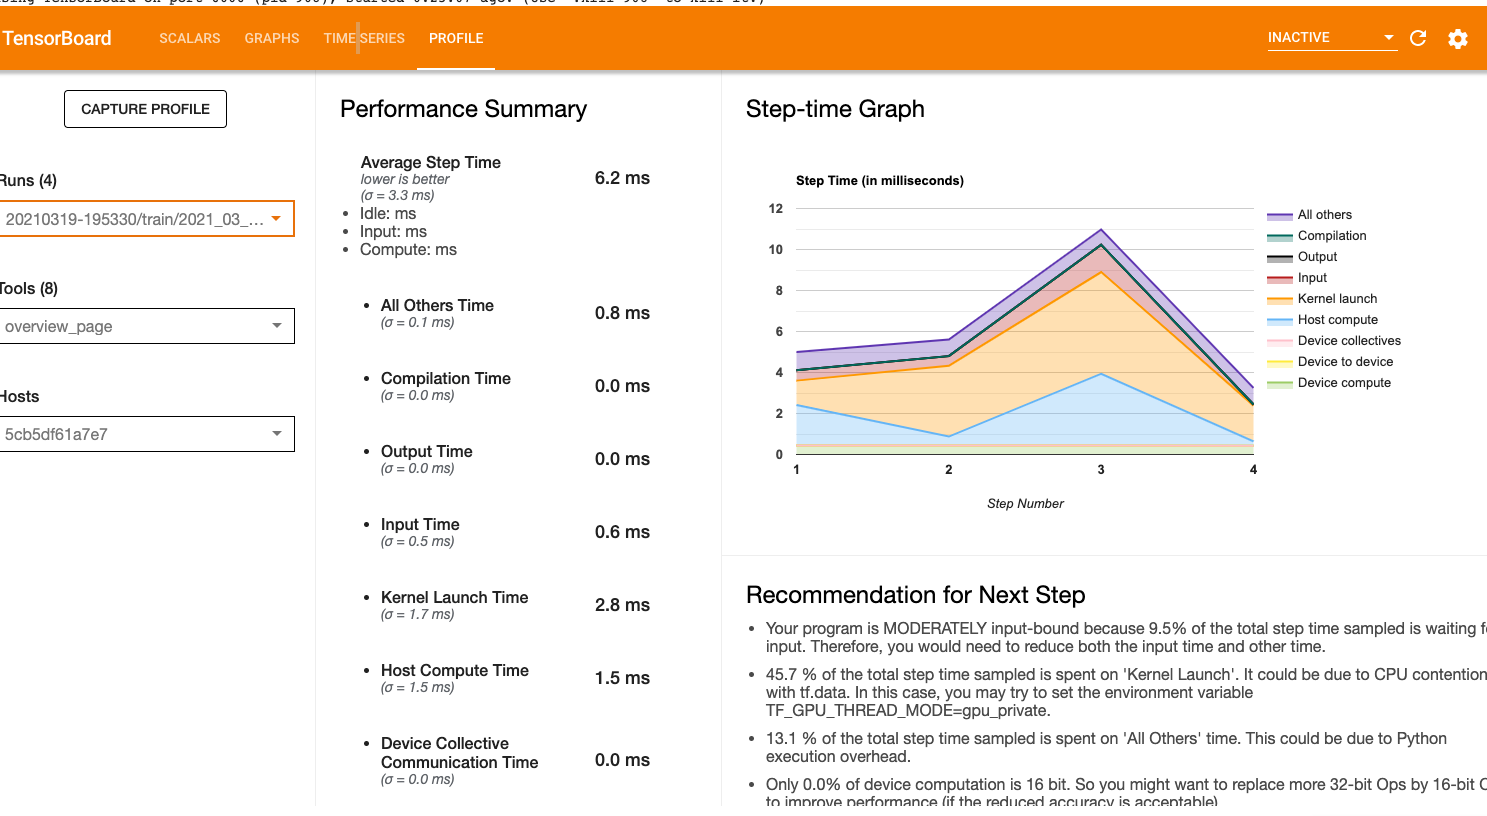 TensorBoard
SCALARS
GRAPHS
TIME SERIES
PROFILE
INACTIVE
CAPTURE PROFILE
Runs (4)
20210319-195330/train/2021_03_...
Tools (8)
overview_page
Hosts
5cb5df61a7e7
Performance Summary
Average Step Time
lower is better
(σ = 3.3 ms)
6.2 ms
• Idle: ms
• Input: ms
• Compute: ms
• All Others Time
(σ = 0.1 ms)
0.8 ms
• Compilation Time
(σ = 0.0 ms)
0.0 ms
• Output Time
(σ = 0.0 ms)
0.0 ms
• Input Time
(σ = 0.5 ms)
0.6 ms
• Kernel Launch Time
(σ = 1.7 ms)
2.8 ms
• Host Compute Time
(σ = 1.5 ms)
1.5 ms
• Device Collective
Communication Time
(σ = 0.0 ms)
0.0 ms
Step-time Graph
Step Time (in milliseconds)
12
10
8
6
4
2
0
1
2
3
4
Step Number
All others
Compilation
Output
Input
Kernel launch
Host compute
Device collectives
Device to device
Device compute
Recommendation for Next Step
• Your program is MODERATELY input-bound because 9.5% of the total step time sampled is waiting
input. Therefore, you would need to reduce both the input time and other time.
• 45.7 % of the total step time sampled is spent on 'Kernel Launch'. It could be due to CPU contention
with tf.data. In this case, you may try to set the environment variable
TF_GPU_THREAD_MODE=gpu_private.
• 13.1 % of the total step time sampled is spent on 'All Others' time. This could be due to Python
execution overhead.
• Only 0.0% of device computation is 16 bit. So you might want to replace more 32-bit Ops by 16-bit
to improve performance (if the reduced accuracy is acceptable)